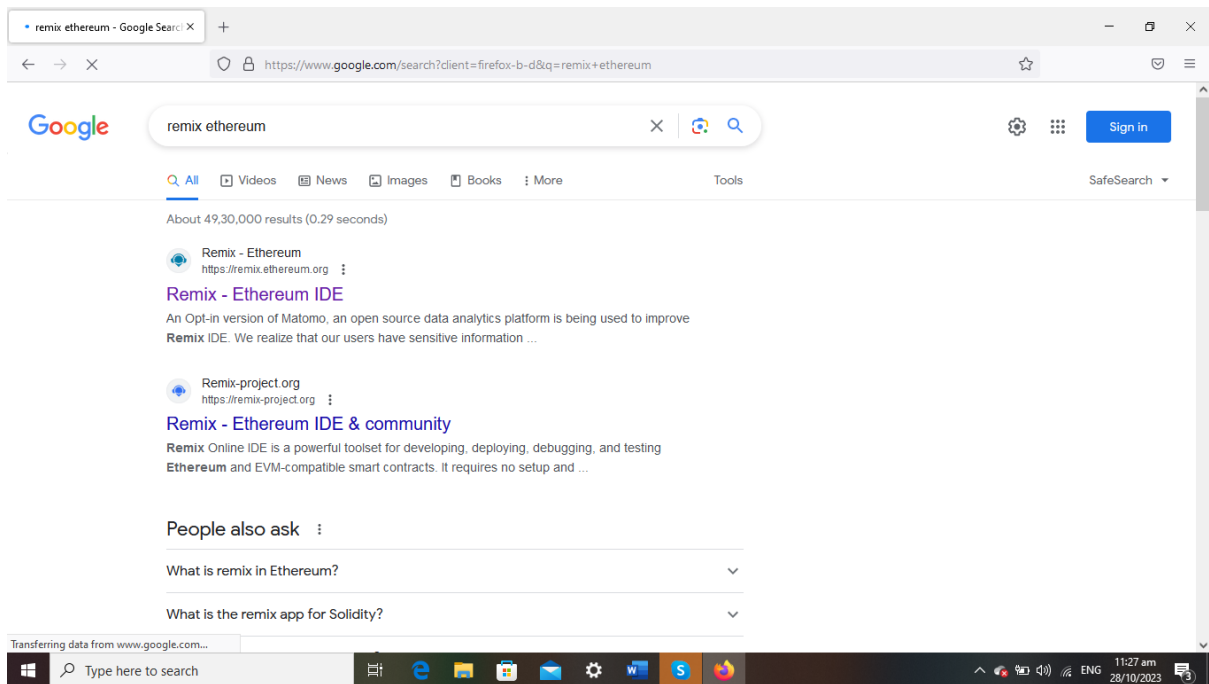 remix ethereum - Google Search
https://www.google.com/search?client=firefox-b-d&q=remix+ethereum
Google
remix ethereum
Sign in
All Videos News Images Books More Tools SafeSearch
About 49,30,000 results (0.29 seconds)
Remix - Ethereum
https://remix.ethereum.org
Remix - Ethereum IDE
An Opt-in version of Matomo, an open source data analytics platform is being used to improve
Remix IDE. We realize that our users have sensitive information ...
Remix-project.org
https://remix-project.org
Remix - Ethereum IDE & community
Remix Online IDE is a powerful toolset for developing, deploying, debugging, and testing
Ethereum and EVM-compatible smart contracts. It requires no setup and ...
People also ask
What is remix in Ethereum?
What is the remix app for Solidity?
Transferring data from www.google.com...
Type here to search
W
S
ENG
11:27 am
28/10/2023
3